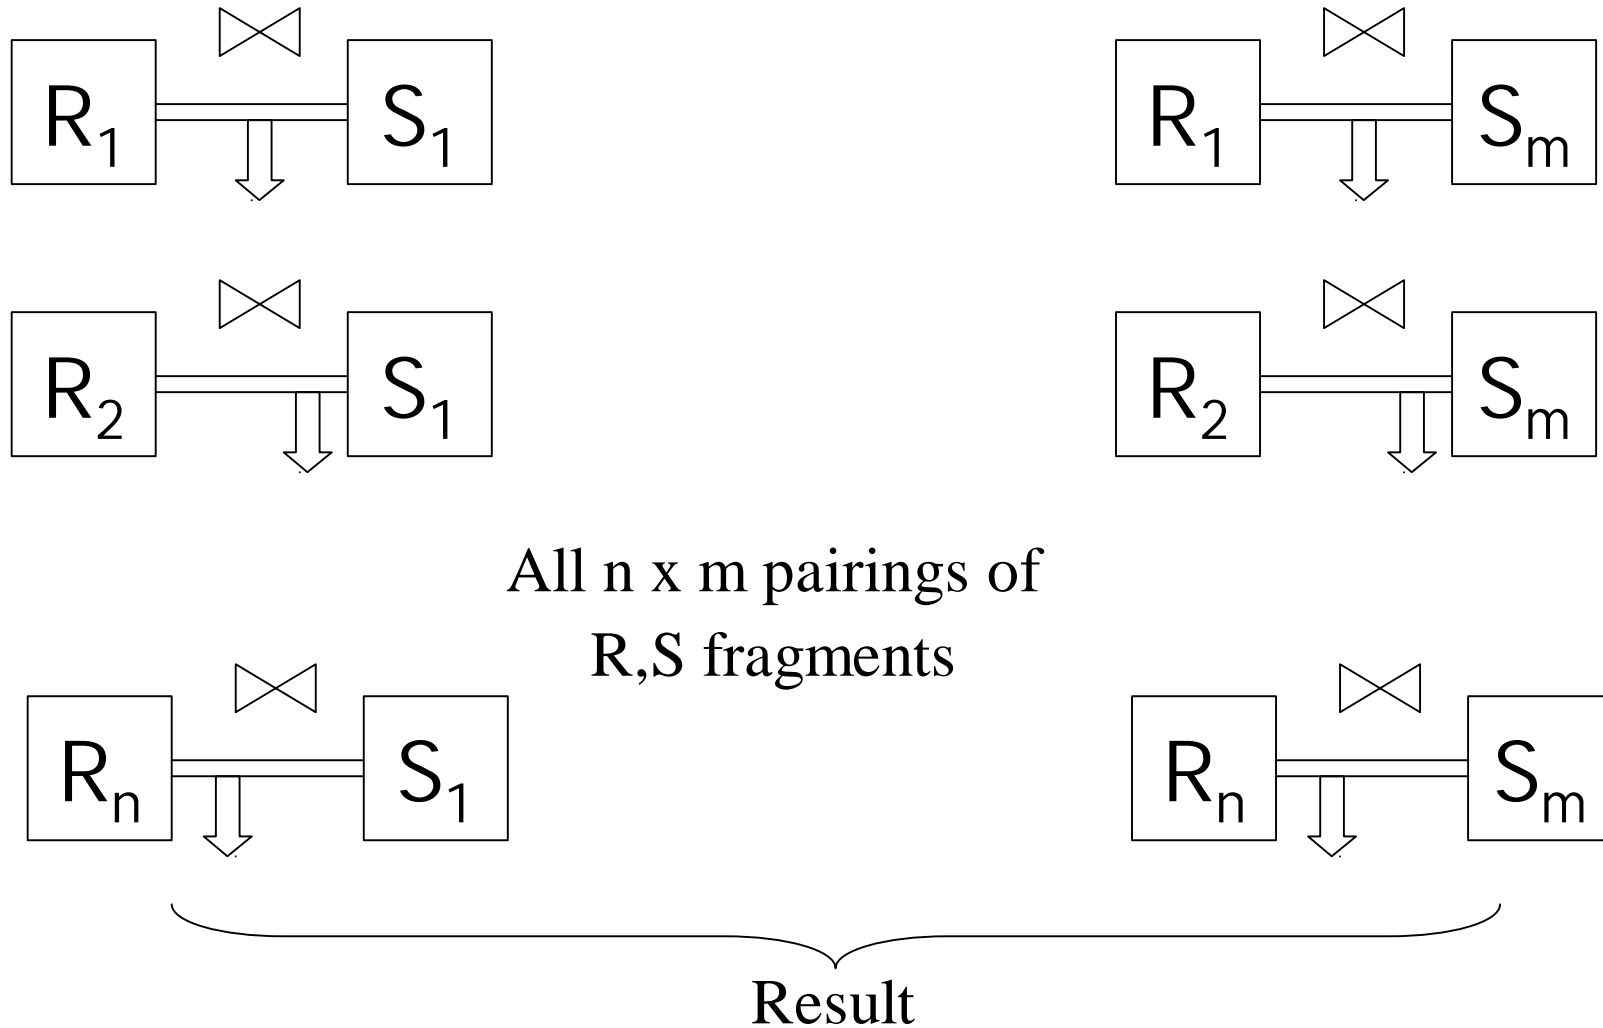 R1 ⋈ S1 R1 ⋈ Sm
R2 ⋈ S1 R2 ⋈ Sm
All n x m pairings of
R,S fragments
Rn ⋈ S1 Rn ⋈ Sm
Result